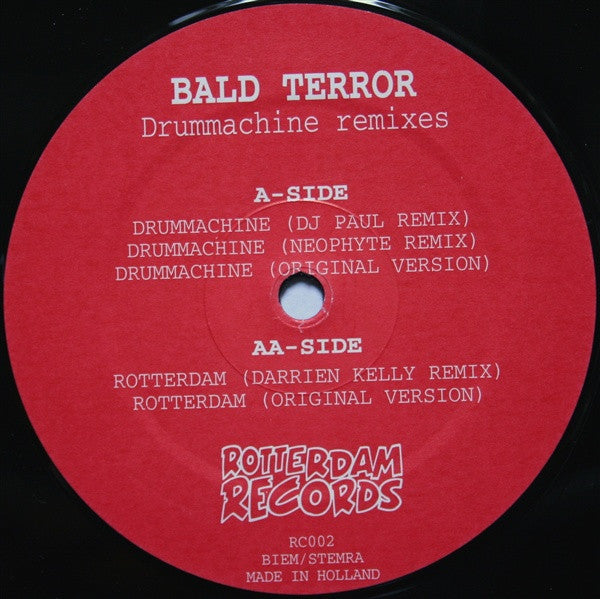 BALD TERROR
Drummachine remixes
A-SIDE
DRUMMACHINE (DJ PAUL REMIX)
DRUMMACHINE (NEOPHYTE REMIX)
DRUMMACHINE (ORIGINAL VERSION)
AA-SIDE
ROTTERDAM (DARRIEN KELLY REMIX)
ROTTERDAM (ORIGINAL VERSION)
ROTTERDAM
RECORDS
RC002
BIEM/STEMRA
MADE IN HOLLAND